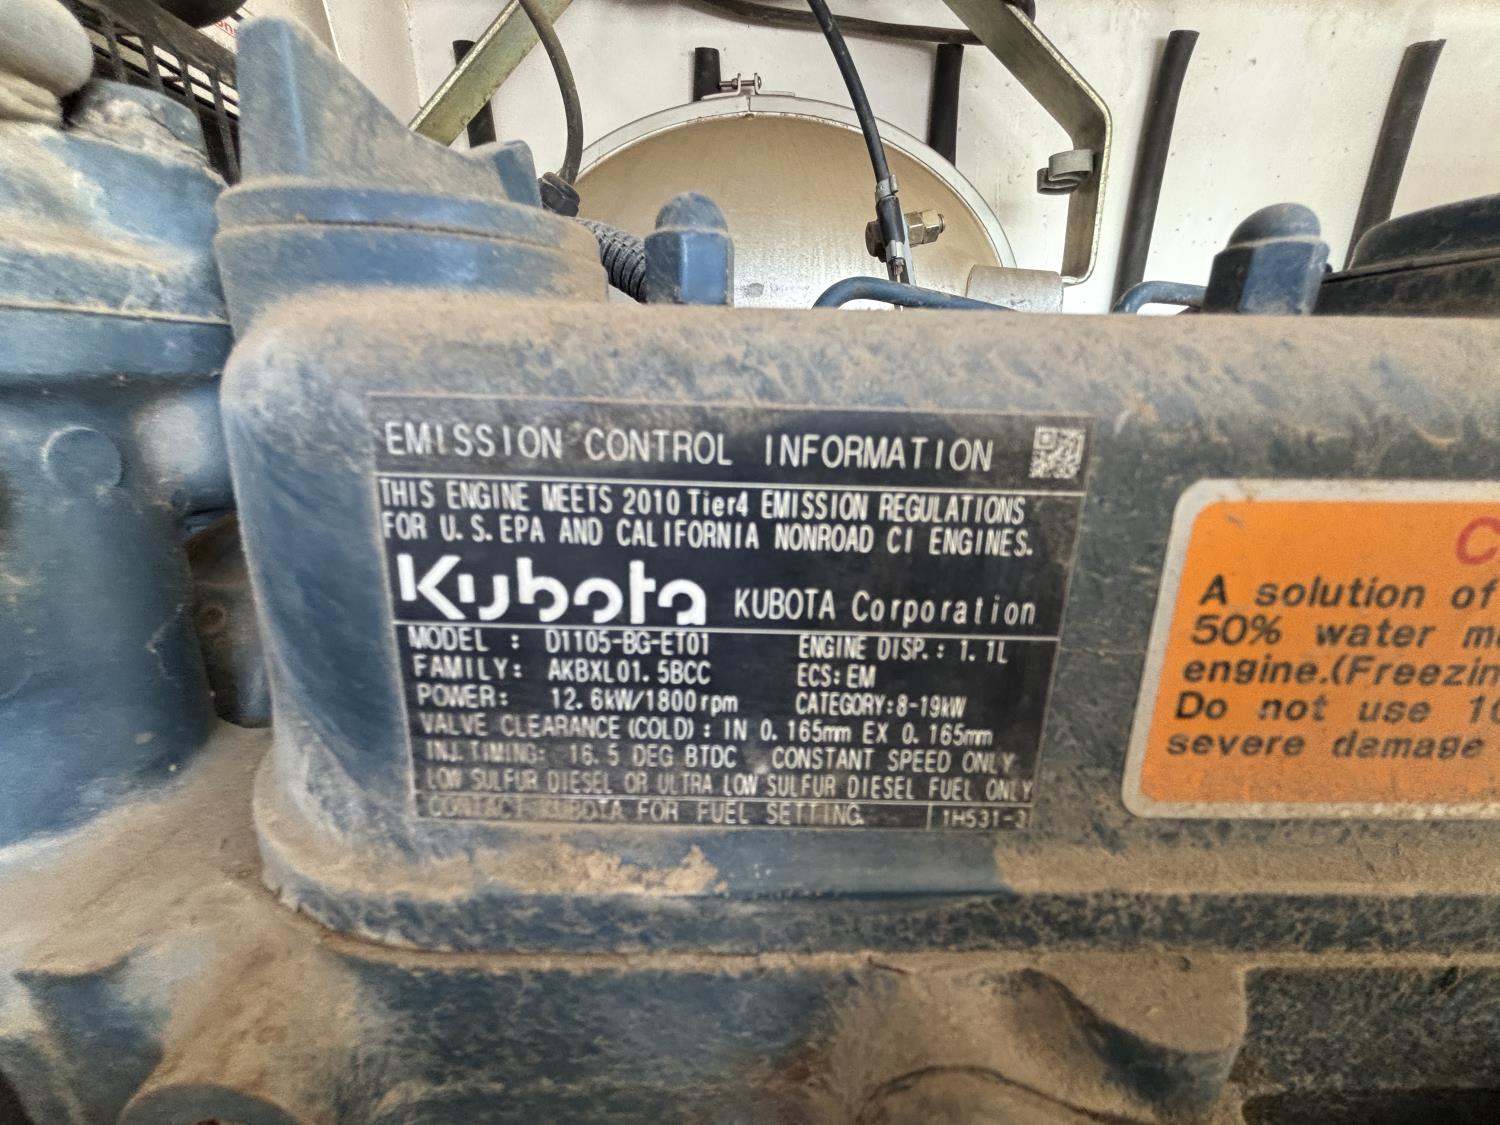 EMISSION CONTROL INFORMATION
THIS ENGINE MEETS 2010 Tier4 EMISSION REGULATIONS
FOR U.S.EPA AND CALIFORNIA NONROAD CI ENGINES.
Kubota KUBOTA Corporation
MODEL : D1105-BG-ET01 ENGINE DISP.: 1.1L
FAMILY: AKBXL01.5BCC ECS:EM
POWER: 12.6kW/1800rpm CATEGORY:8-19kW
VALVE CLEARANCE(COLD): IN 0.165mm EX 0.165mm
INJ.TIMING: 16.5 DEG BTDC CONSTANT SPEED ONLY
LOW SULFUR DIESEL OR ULTRA LOW SULFUR DIESEL FUEL ONLY
CONTACT KUBOTA FOR FUEL SETTING. 1H531-3
C
A solution of
50% water m
engine.(Freezin
Do not use 10
severe damage